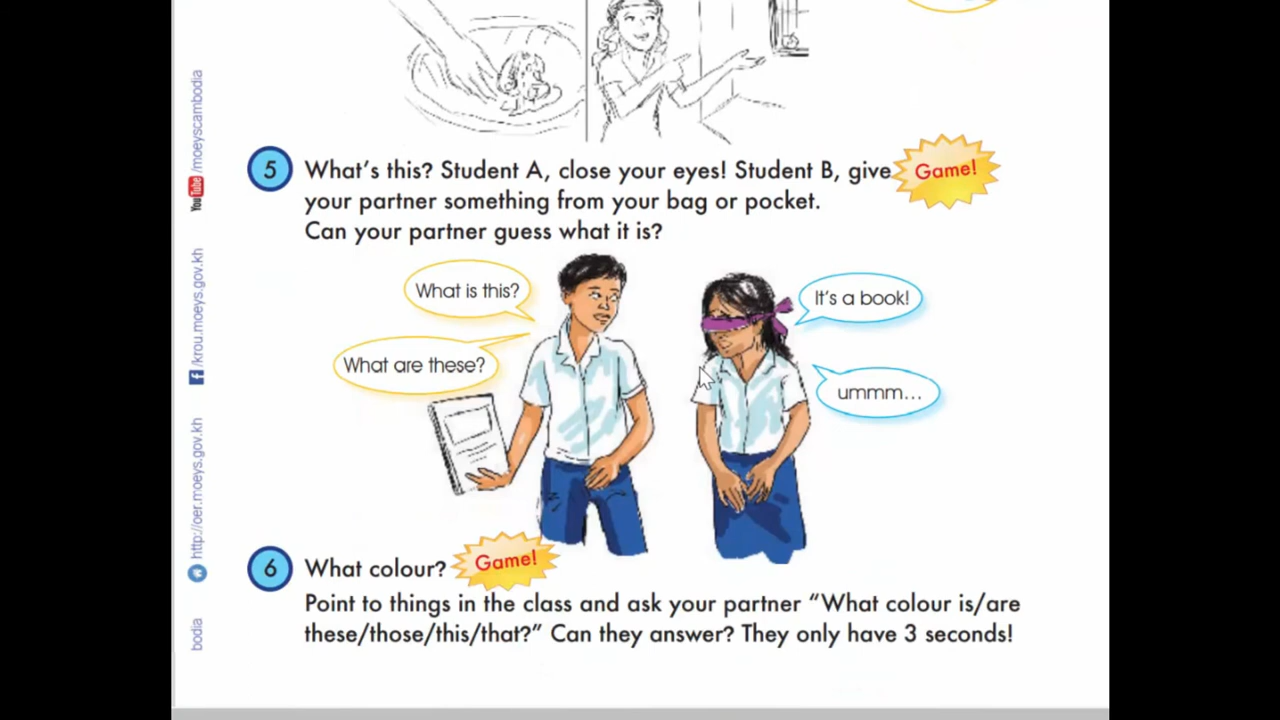 5 What's this? Student A, close your eyes! Student B, give
your partner something from your bag or pocket.
Can your partner guess what it is?
Game!
What is this?
It's a book!
What are these?
ummm...
6 What colour? Game!
Point to things in the class and ask your partner “What colour is/are
these/those/this/that?” Can they answer? They only have 3 seconds!
YouTube /moeyscambodia
f /krou.moeys.gov.kh
http://oer.moeys.gov.kh
bodia